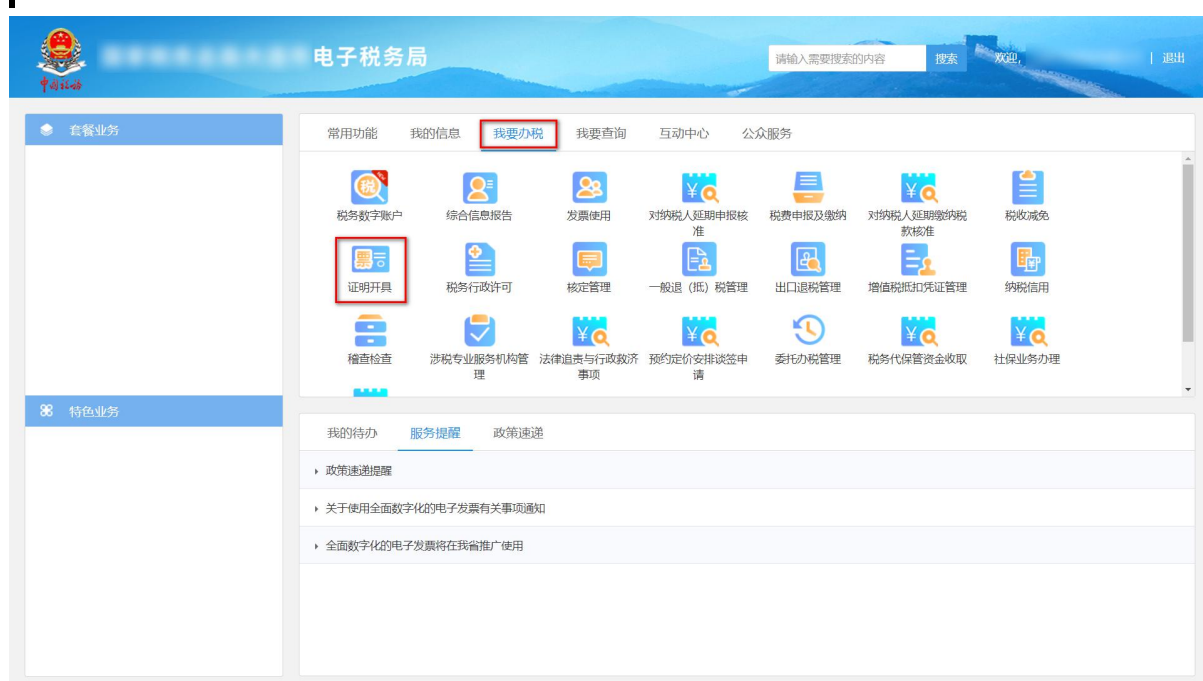 电子税务局
请输入需要搜索的内容 搜索 欢迎, | 退出
中国税务
套餐业务
常用功能 我的信息 我要办税 我要查询 互动中心 公众服务
税务数字账户 综合信息报告 发票使用 对纳税人延期申报核准 税费申报及缴纳 对纳税人延期缴纳税款核准 税收减免
证明开具 税务行政许可 核定管理 一般退（抵）税管理 出口退税管理 增值税抵扣凭证管理 纳税信用
稽查检查 涉税专业服务机构管理 法律追责与行政救济事项 预约定价安排谈签申请 委托办税管理 税务代保管资金收取 社保业务办理
特色业务
我的待办 服务提醒 政策速递
政策速递提醒
关于使用全面数字化的电子发票有关事项通知
全面数字化的电子发票将在我省推广使用